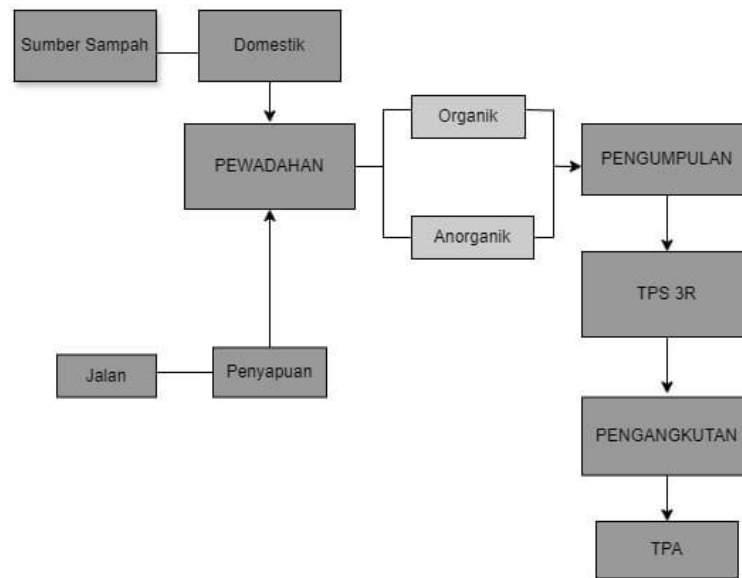 Sumber Sampah
Domestik
PEWADAHAN
Organik
Anorganik
PENGUMPULAN
TPS 3R
Jalan
Penyapuan
PENGANGKUTAN
TPA